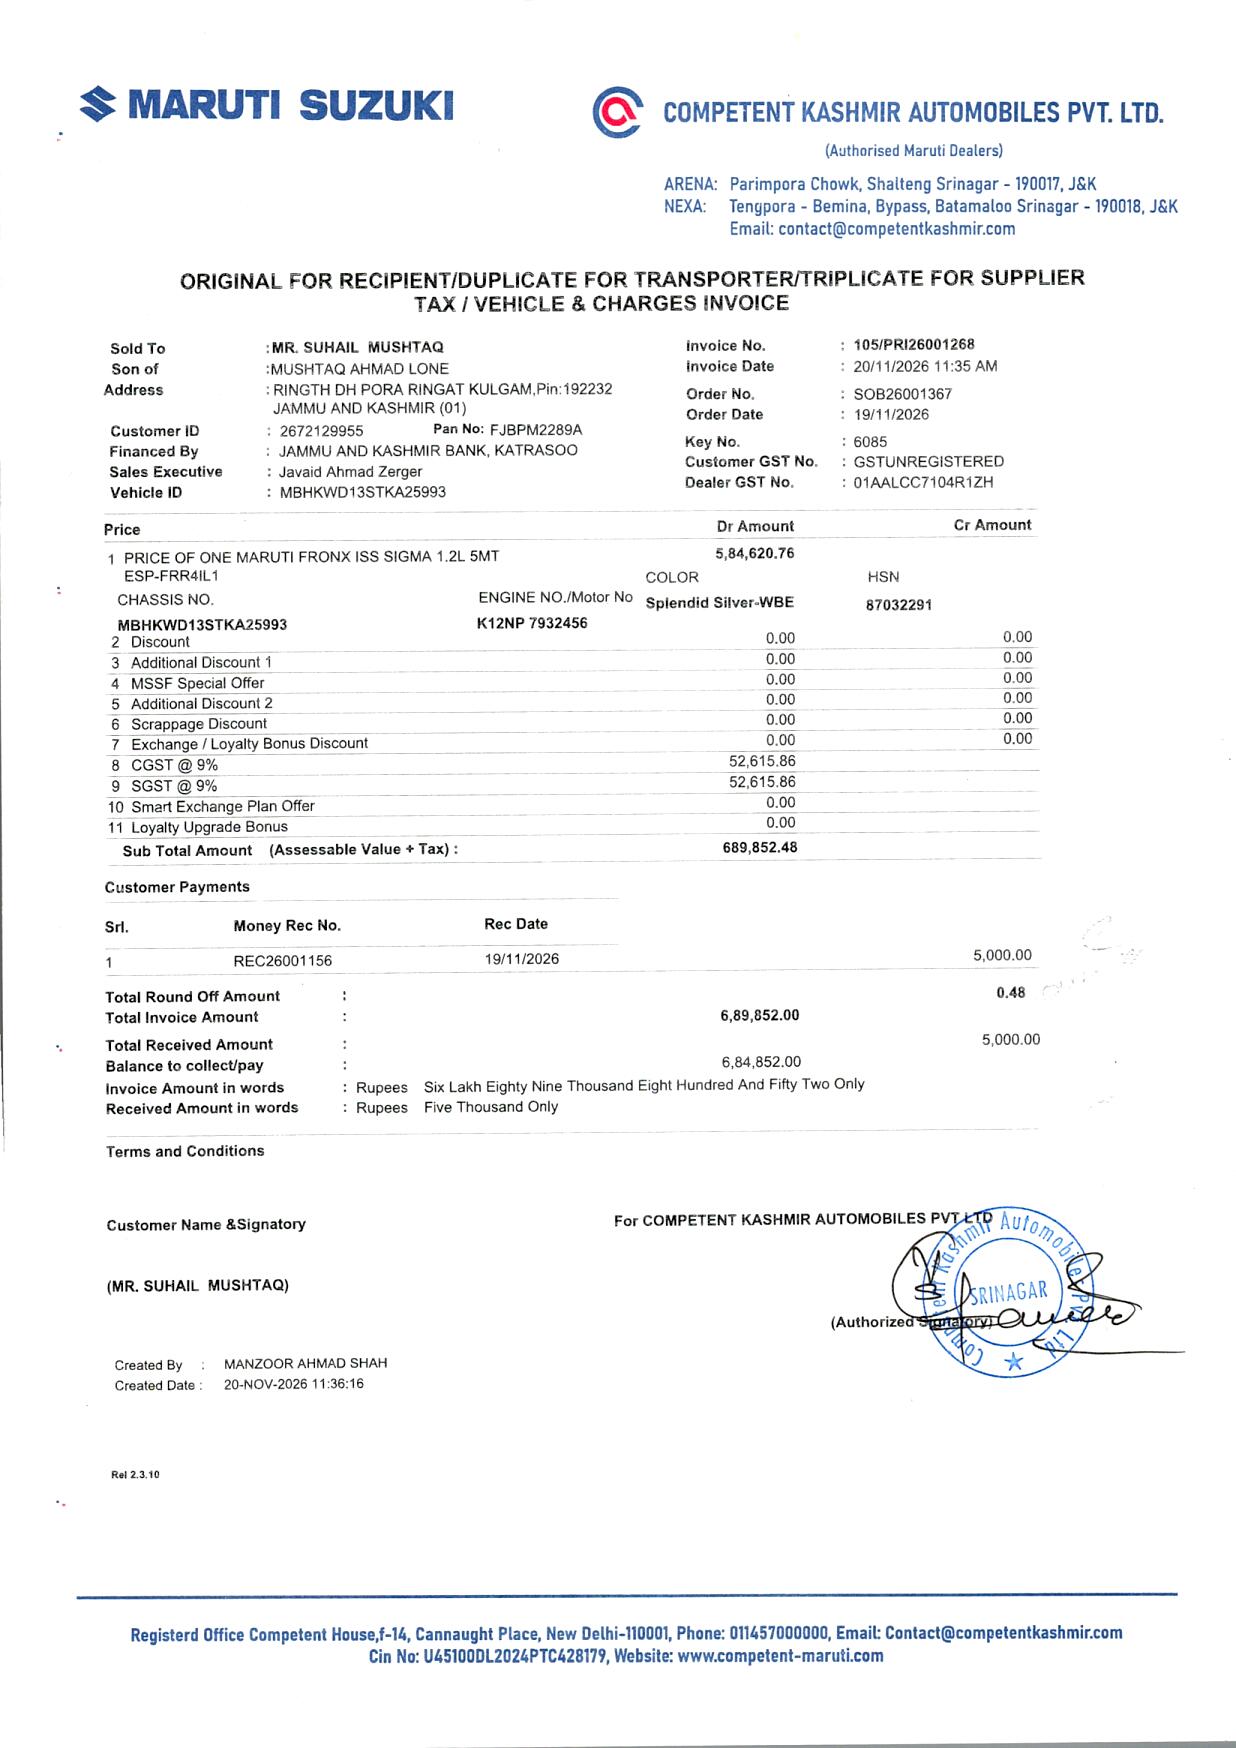 MARUTI SUZUKI
COMPETENT KASHMIR AUTOMOBILES PVT. LTD.
(Authorised Maruti Dealers)
ARENA: Parimpora Chowk, Shalteng Srinagar - 190017, J&K
NEXA: Tengpora - Bemina, Bypass, Batamaloo Srinagar - 190018, J&K
Email: contact@competentkashmir.com
ORIGINAL FOR RECIPIENT/DUPLICATE FOR TRANSPORTER/TRIPLICATE FOR SUPPLIER
TAX / VEHICLE & CHARGES INVOICE
Sold To :MR. SUHAIL MUSHTAQ
Son of :MUSHTAQ AHMAD LONE
Address : RINGTH DH PORA RINGAT KULGAM,Pin:192232
JAMMU AND KASHMIR (01)
Customer ID : 2672129955 Pan No: FJBPM2289A
Financed By : JAMMU AND KASHMIR BANK, KATRASOO
Sales Executive : Javaid Ahmad Zerger
Vehicle ID : MBHKWD13STKA25993
Invoice No. : 105/PRI26001268
Invoice Date : 20/11/2026 11:35 AM
Order No. : SOB26001367
Order Date : 19/11/2026
Key No. : 6085
Customer GST No. : GSTUNREGISTERED
Dealer GST No. : 01AALCC7104R1ZH
Price Dr Amount Cr Amount
1 PRICE OF ONE MARUTI FRONX ISS SIGMA 1.2L 5MT 5,84,620.76
ESP-FRR4IL1 COLOR HSN
CHASSIS NO. ENGINE NO./Motor No Splendid Silver-WBE 87032291
MBHKWD13STKA25993 K12NP 7932456
2 Discount 0.00 0.00
3 Additional Discount 1 0.00 0.00
4 MSSF Special Offer 0.00 0.00
5 Additional Discount 2 0.00 0.00
6 Scrappage Discount 0.00 0.00
7 Exchange / Loyalty Bonus Discount 0.00 0.00
8 CGST @ 9% 52,615.86
9 SGST @ 9% 52,615.86
10 Smart Exchange Plan Offer 0.00
11 Loyalty Upgrade Bonus 0.00
Sub Total Amount (Assessable Value + Tax) : 689,852.48
Customer Payments
Srl. Money Rec No. Rec Date
1 REC26001156 19/11/2026 5,000.00
Total Round Off Amount : 0.48
Total Invoice Amount : 6,89,852.00
Total Received Amount : 5,000.00
Balance to collect/pay : 6,84,852.00
Invoice Amount in words : Rupees Six Lakh Eighty Nine Thousand Eight Hundred And Fifty Two Only
Received Amount in words : Rupees Five Thousand Only
Terms and Conditions
Customer Name &Signatory
For COMPETENT KASHMIR AUTOMOBILES PVT LTD
(MR. SUHAIL MUSHTAQ)
Competent Kashmir Automobiles Pvt Ltd
SRINAGAR
(Authorized Signatory)
Created By : MANZOOR AHMAD SHAH
Created Date : 20-NOV-2026 11:36:16
Rel 2.3.10
Registerd Office Competent House,f-14, Cannaught Place, New Delhi-110001, Phone: 011457000000, Email: Contact@competentkashmir.com
Cin No: U45100DL2024PTC428179, Website: www.competent-maruti.com